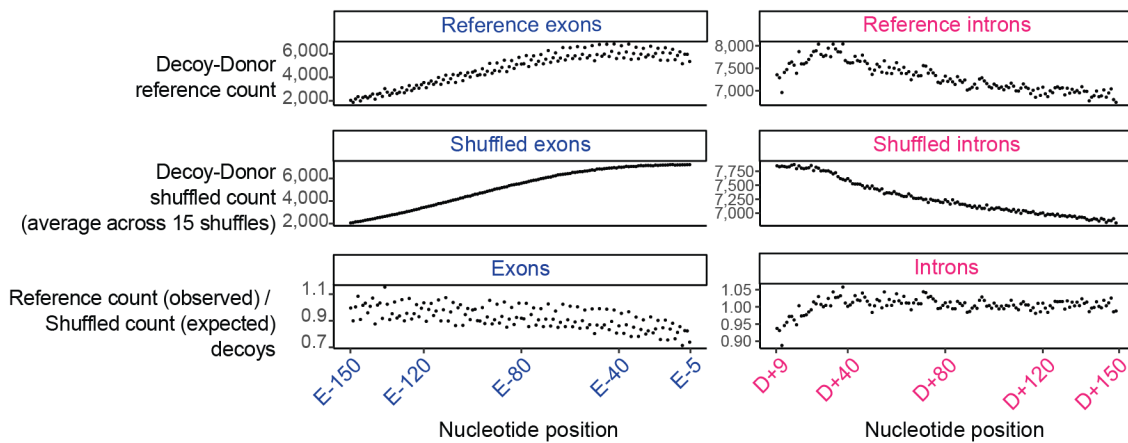 Reference exons
Reference introns
Decoy-Donor
reference count
6,000
4,000
2,000
8,000
7,500
7,000
Shuffled exons
Shuffled introns
Decoy-Donor
shuffled count
(average across 15 shuffles)
6,000
4,000
2,000
7,750
7,500
7,250
7,000
Exons
Introns
Reference count (observed) /
Shuffled count (expected)
decoys
1.1
0.9
0.7
1.05
1.00
0.95
0.90
E-150
E-120
E-80
E-40
E-5
D+9
D+40
D+80
D+120
D+150
Nucleotide position
Nucleotide position